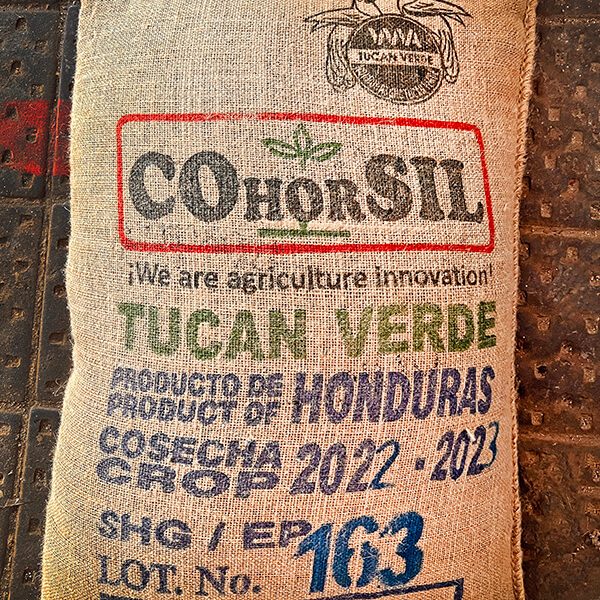 TUCAN VERDE
COHORSIL
¡We are agriculture innovation!
TUCAN VERDE
PRODUCTO DE
PRODUCT OF HONDURAS
COSECHA
CROP 2022 - 2023
SHG / EP
LOT. No. 163